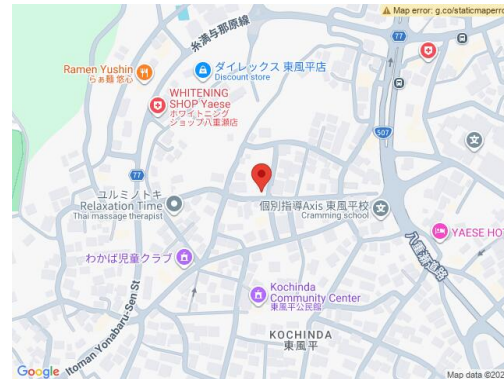 Map error: g.co/staticmaperro
77
糸満与那原線
ダイレックス 東風平店
Discount store
Ramen Yushin
らぁ麺 悠心
WHITENING
SHOP Yaese
ホワイトニング
ショップ八重瀬店
507
77
ユルミノトキ
Relaxation Time
Thai massage therapist
個別指導Axis 東風平校
Cramming school
YAESE HO
八重瀬道路
わかば児童クラブ
Kochinda
Community Center
東風平公民館
Itoman Yonabaru-Sen St
KOCHINDA
東風平
Google
Map data ©202